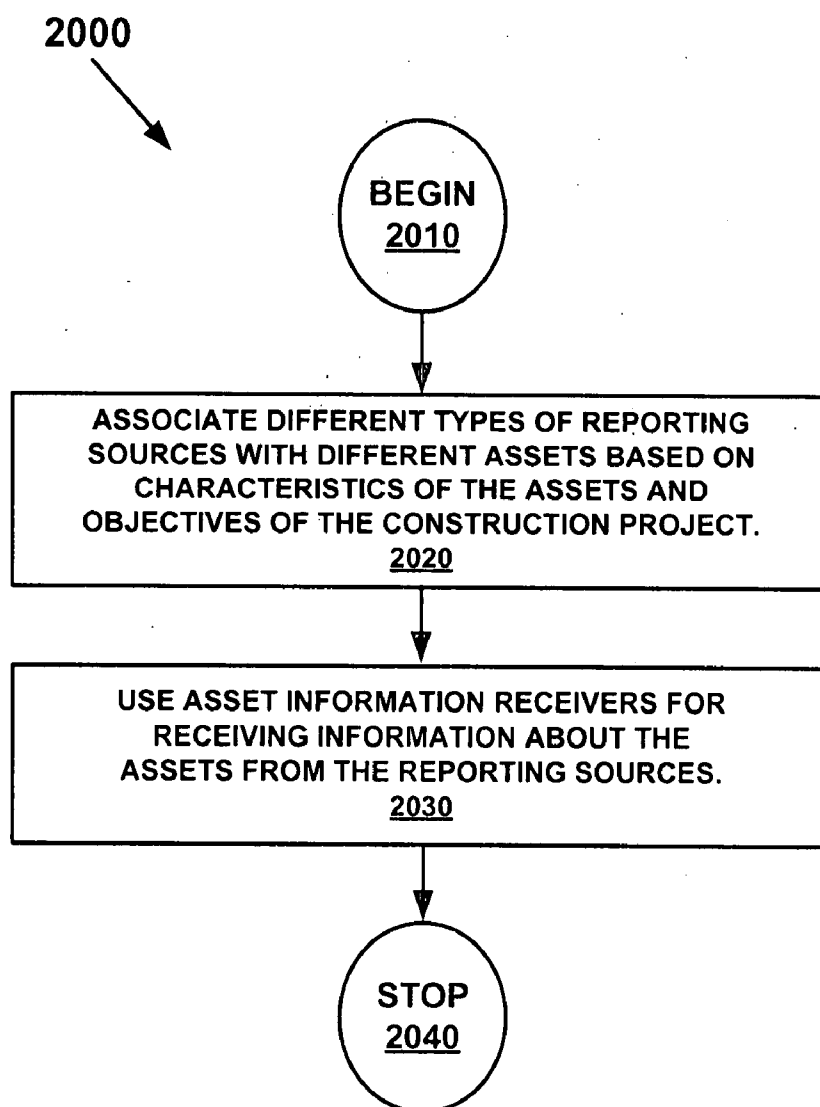 2000
BEGIN
2010
ASSOCIATE DIFFERENT TYPES OF REPORTING
SOURCES WITH DIFFERENT ASSETS BASED ON
CHARACTERISTICS OF THE ASSETS AND
OBJECTIVES OF THE CONSTRUCTION PROJECT.
2020
USE ASSET INFORMATION RECEIVERS FOR
RECEIVING INFORMATION ABOUT THE
ASSETS FROM THE REPORTING SOURCES.
2030
STOP
2040